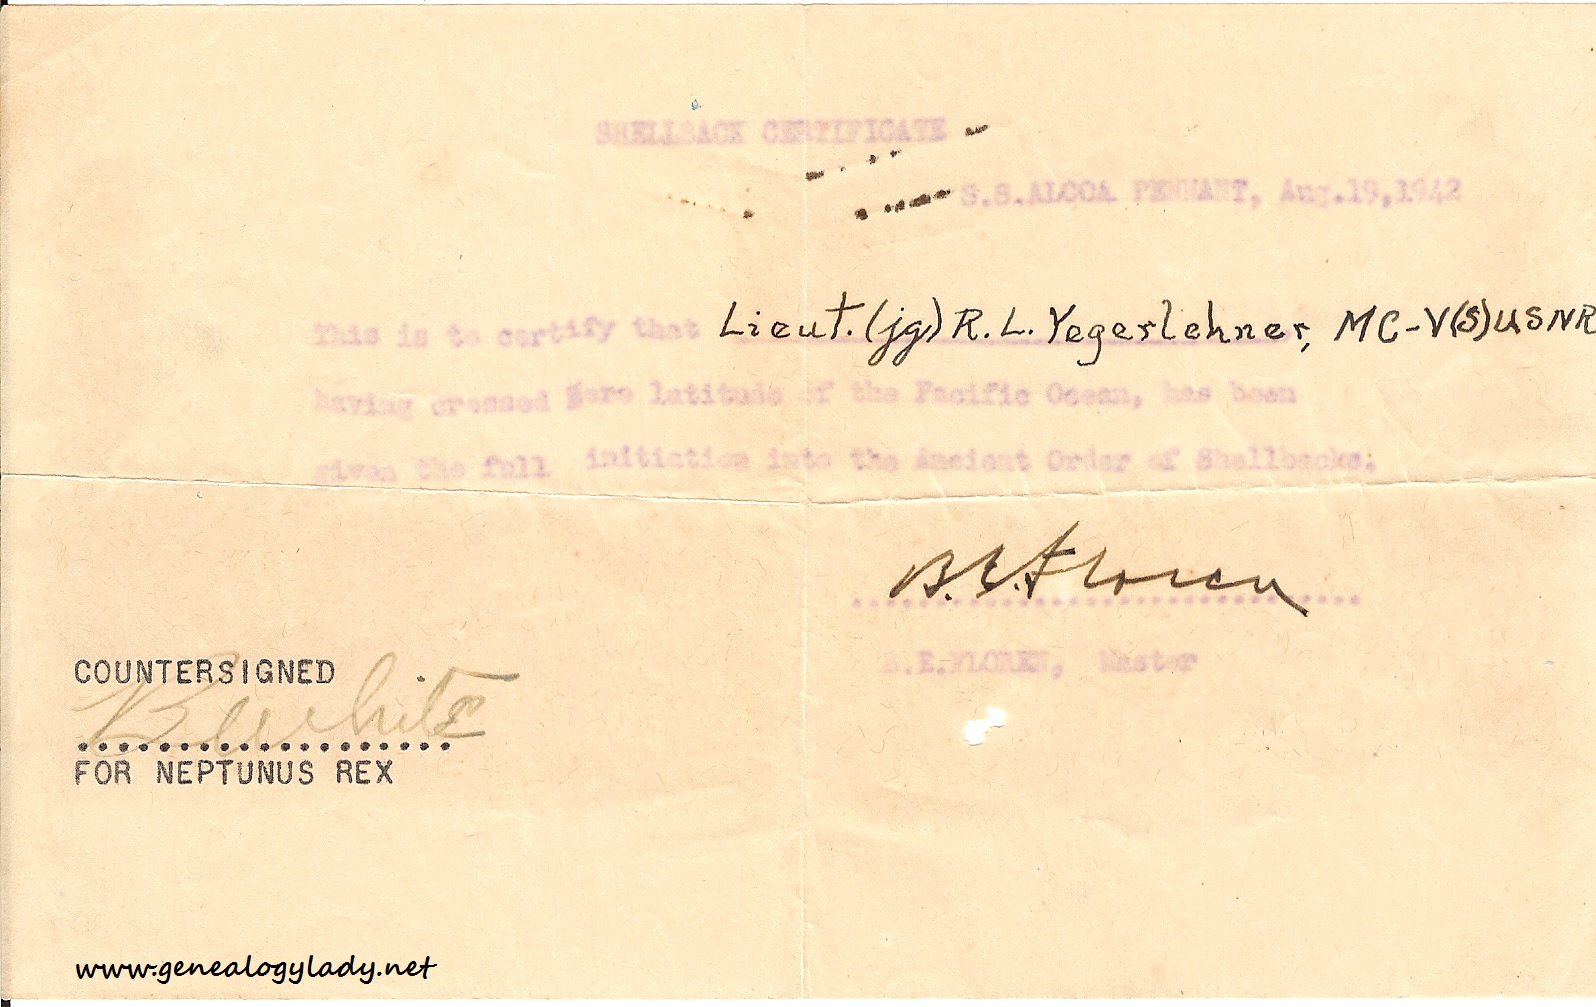 SHELLBACK CERTIFICATE
S.S.ALCOA PENNANT, Aug.19,1942
This is to certify that Lieut. (jg) R. L. Yegerlehner, MC-V(S) USNR
having crossed Zero latitude of the Pacific Ocean, has been
given the full initiation into the Ancient Order of Shellbacks.
B. E. Floren
B.E.FLOREN, Master
COUNTERSIGNED
B White
FOR NEPTUNUS REX
www.genealogylady.net